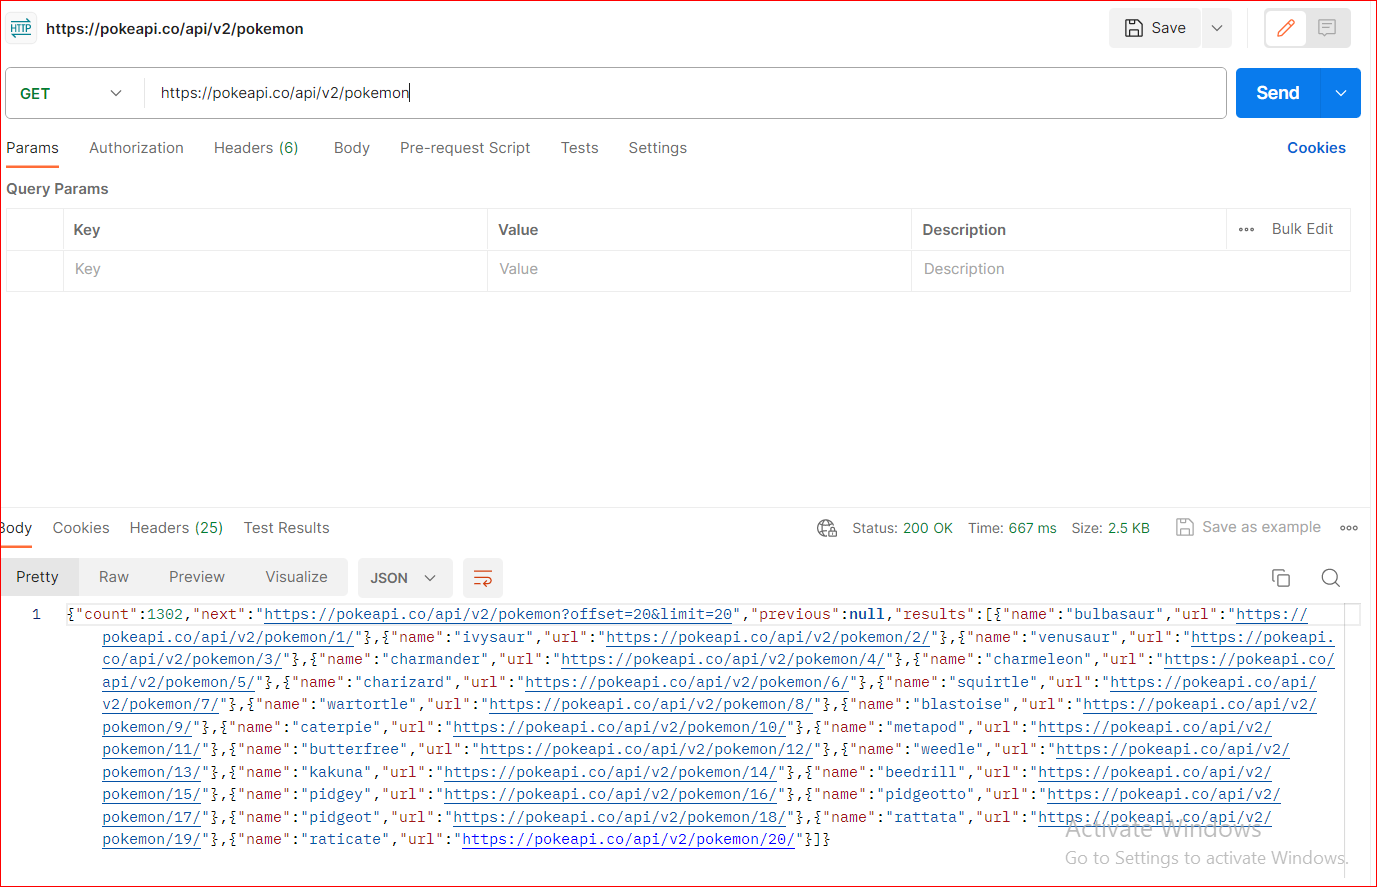 HTTP https://pokeapi.co/api/v2/pokemon Save
GET https://pokeapi.co/api/v2/pokemon Send
Params Authorization Headers (6) Body Pre-request Script Tests Settings Cookies
Query Params
Key Value Description Bulk Edit
Key Value Description
Body Cookies Headers (25) Test Results Status: 200 OK Time: 667 ms Size: 2.5 KB Save as example
Pretty Raw Preview Visualize JSON
1 {"count":1302,"next":"https://pokeapi.co/api/v2/pokemon?offset=20&limit=20","previous":null,"results":[{"name":"bulbasaur","url":"https://
pokeapi.co/api/v2/pokemon/1/"},{"name":"ivysaur","url":"https://pokeapi.co/api/v2/pokemon/2/"},{"name":"venusaur","url":"https://pokeapi.
co/api/v2/pokemon/3/"},{"name":"charmander","url":"https://pokeapi.co/api/v2/pokemon/4/"},{"name":"charmeleon","url":"https://pokeapi.co/
api/v2/pokemon/5/"},{"name":"charizard","url":"https://pokeapi.co/api/v2/pokemon/6/"},{"name":"squirtle","url":"https://pokeapi.co/api/
v2/pokemon/7/"},{"name":"wartortle","url":"https://pokeapi.co/api/v2/pokemon/8/"},{"name":"blastoise","url":"https://pokeapi.co/api/v2/
pokemon/9/"},{"name":"caterpie","url":"https://pokeapi.co/api/v2/pokemon/10/"},{"name":"metapod","url":"https://pokeapi.co/api/v2/
pokemon/11/"},{"name":"butterfree","url":"https://pokeapi.co/api/v2/pokemon/12/"},{"name":"weedle","url":"https://pokeapi.co/api/v2/
pokemon/13/"},{"name":"kakuna","url":"https://pokeapi.co/api/v2/pokemon/14/"},{"name":"beedrill","url":"https://pokeapi.co/api/v2/
pokemon/15/"},{"name":"pidgey","url":"https://pokeapi.co/api/v2/pokemon/16/"},{"name":"pidgeotto","url":"https://pokeapi.co/api/v2/
pokemon/17/"},{"name":"pidgeot","url":"https://pokeapi.co/api/v2/pokemon/18/"},{"name":"rattata","url":"https://pokeapi.co/api/v2/
pokemon/19/"},{"name":"raticate","url":"https://pokeapi.co/api/v2/pokemon/20/"}]}
Activate Windows
Go to Settings to activate Windows.